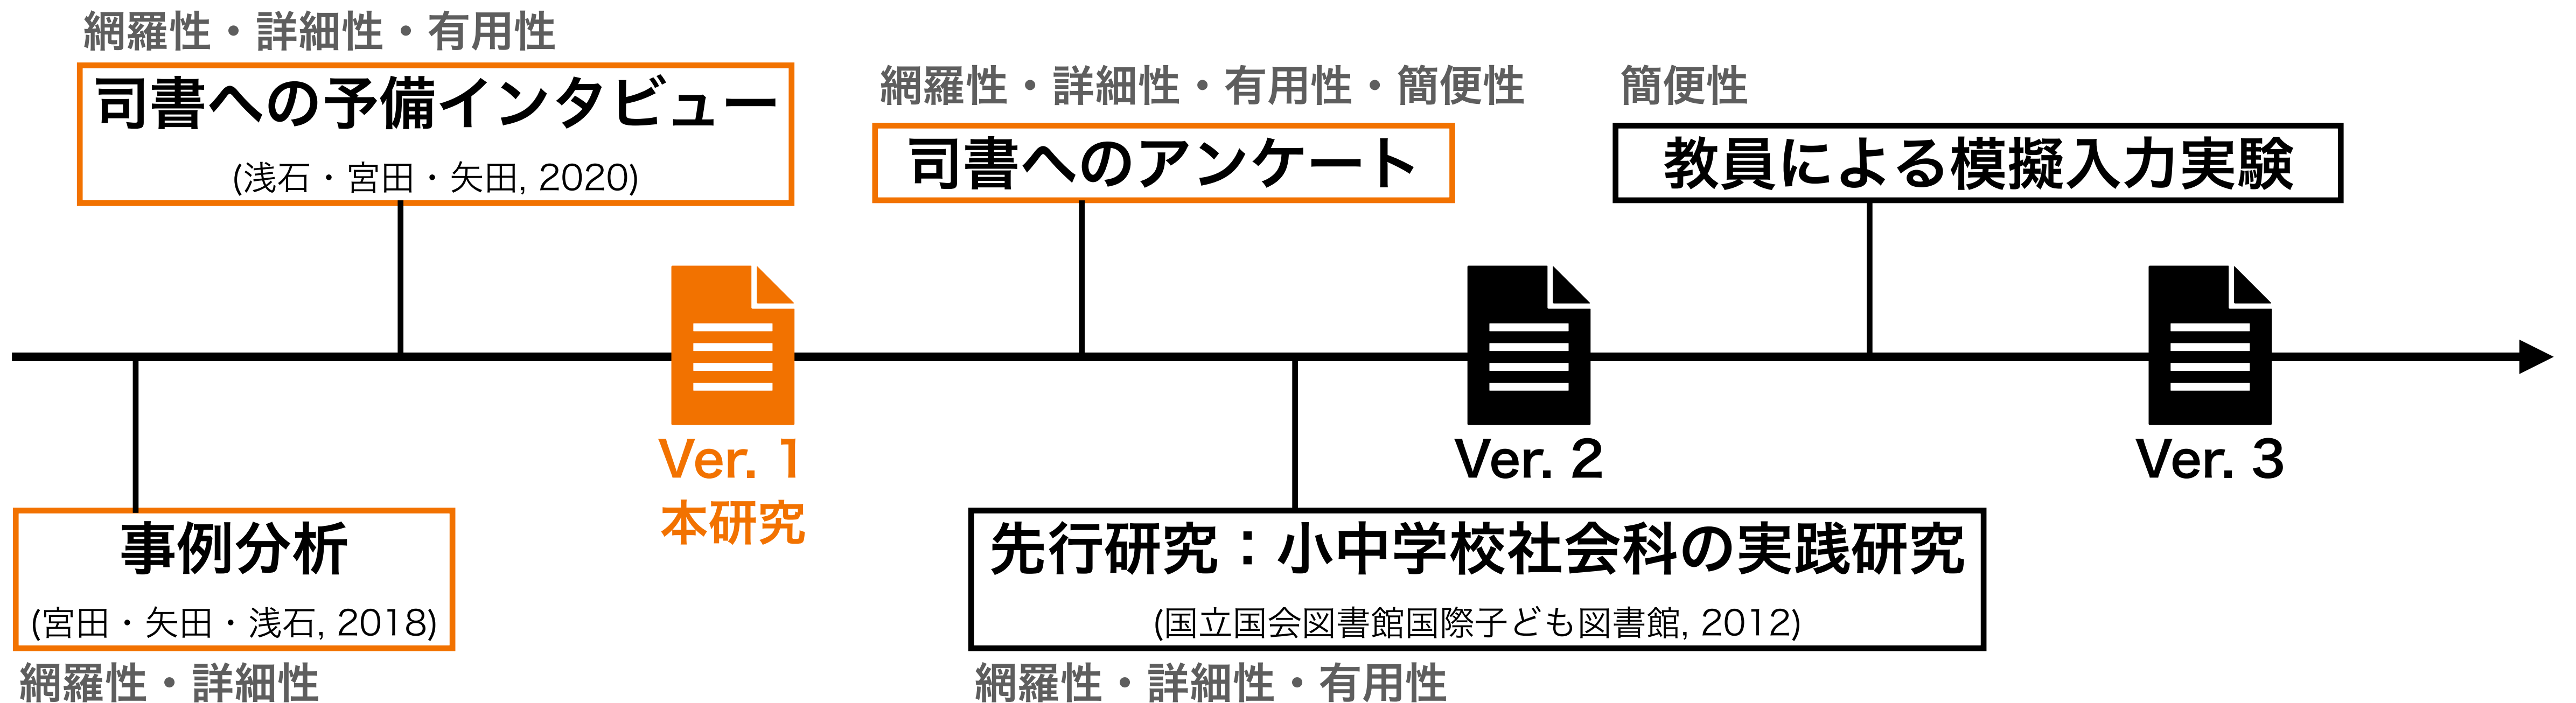 網羅性・詳細性・有用性
司書への予備インタビュー
(浅石・宮田・矢田, 2020)
網羅性・詳細性・有用性・簡便性
司書へのアンケート
簡便性
教員による模擬入力実験
Ver. 1
本研究
Ver. 2
Ver. 3
事例分析
(宮田・矢田・浅石, 2018)
網羅性・詳細性
先行研究：小中学校社会科の実践研究
(国立国会図書館国際子ども図書館, 2012)
網羅性・詳細性・有用性